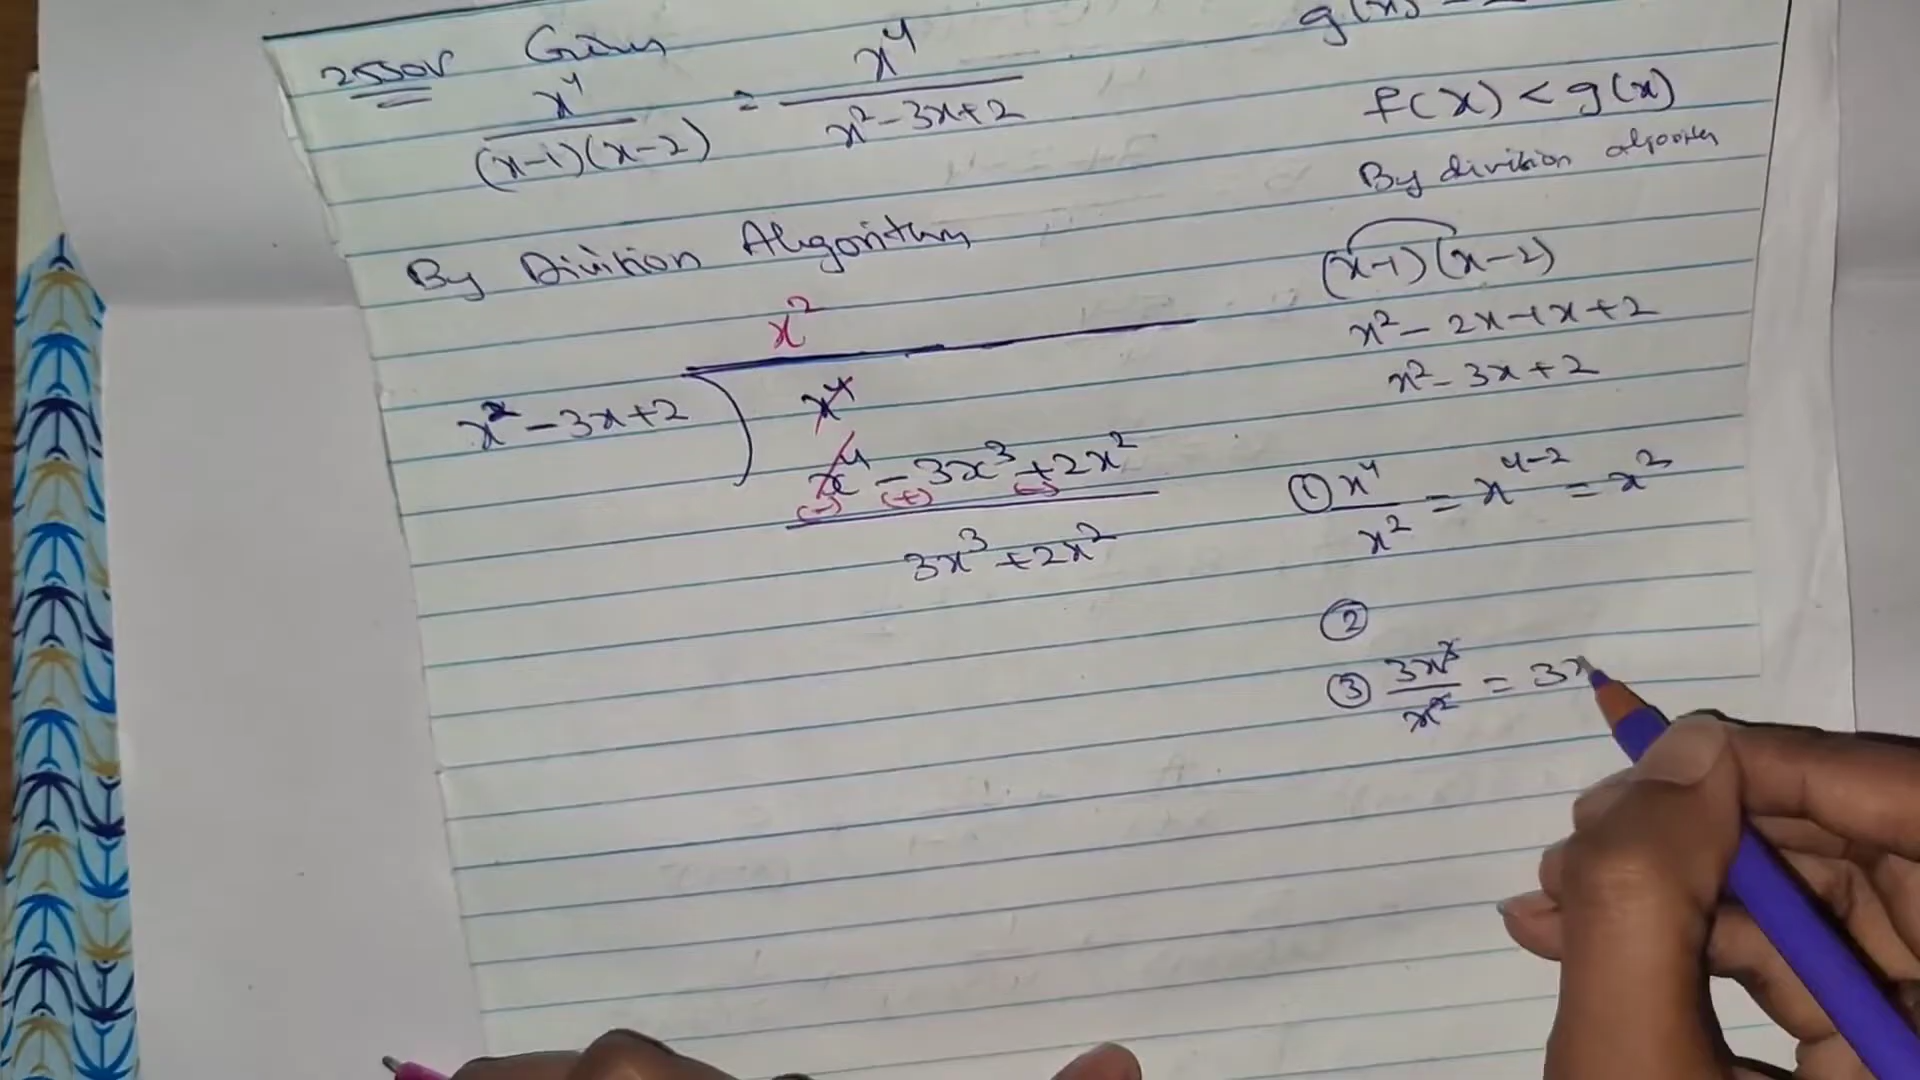 Given
x⁴ / (x-1)(x-2) = x⁴ / x²-3x+2
By Division Algorithm
x²
x²-3x+2 ) x⁴
x⁴-3x³+2x²
(-) (+) (-)
3x³+2x²
g(x)
f(x) < g(x)
By division
(x-1)(x-2)
x²-2x-1x+2
x²-3x+2
① x⁴/x² = x⁴⁻² = x²
②
③ 3x³/x² = 3x